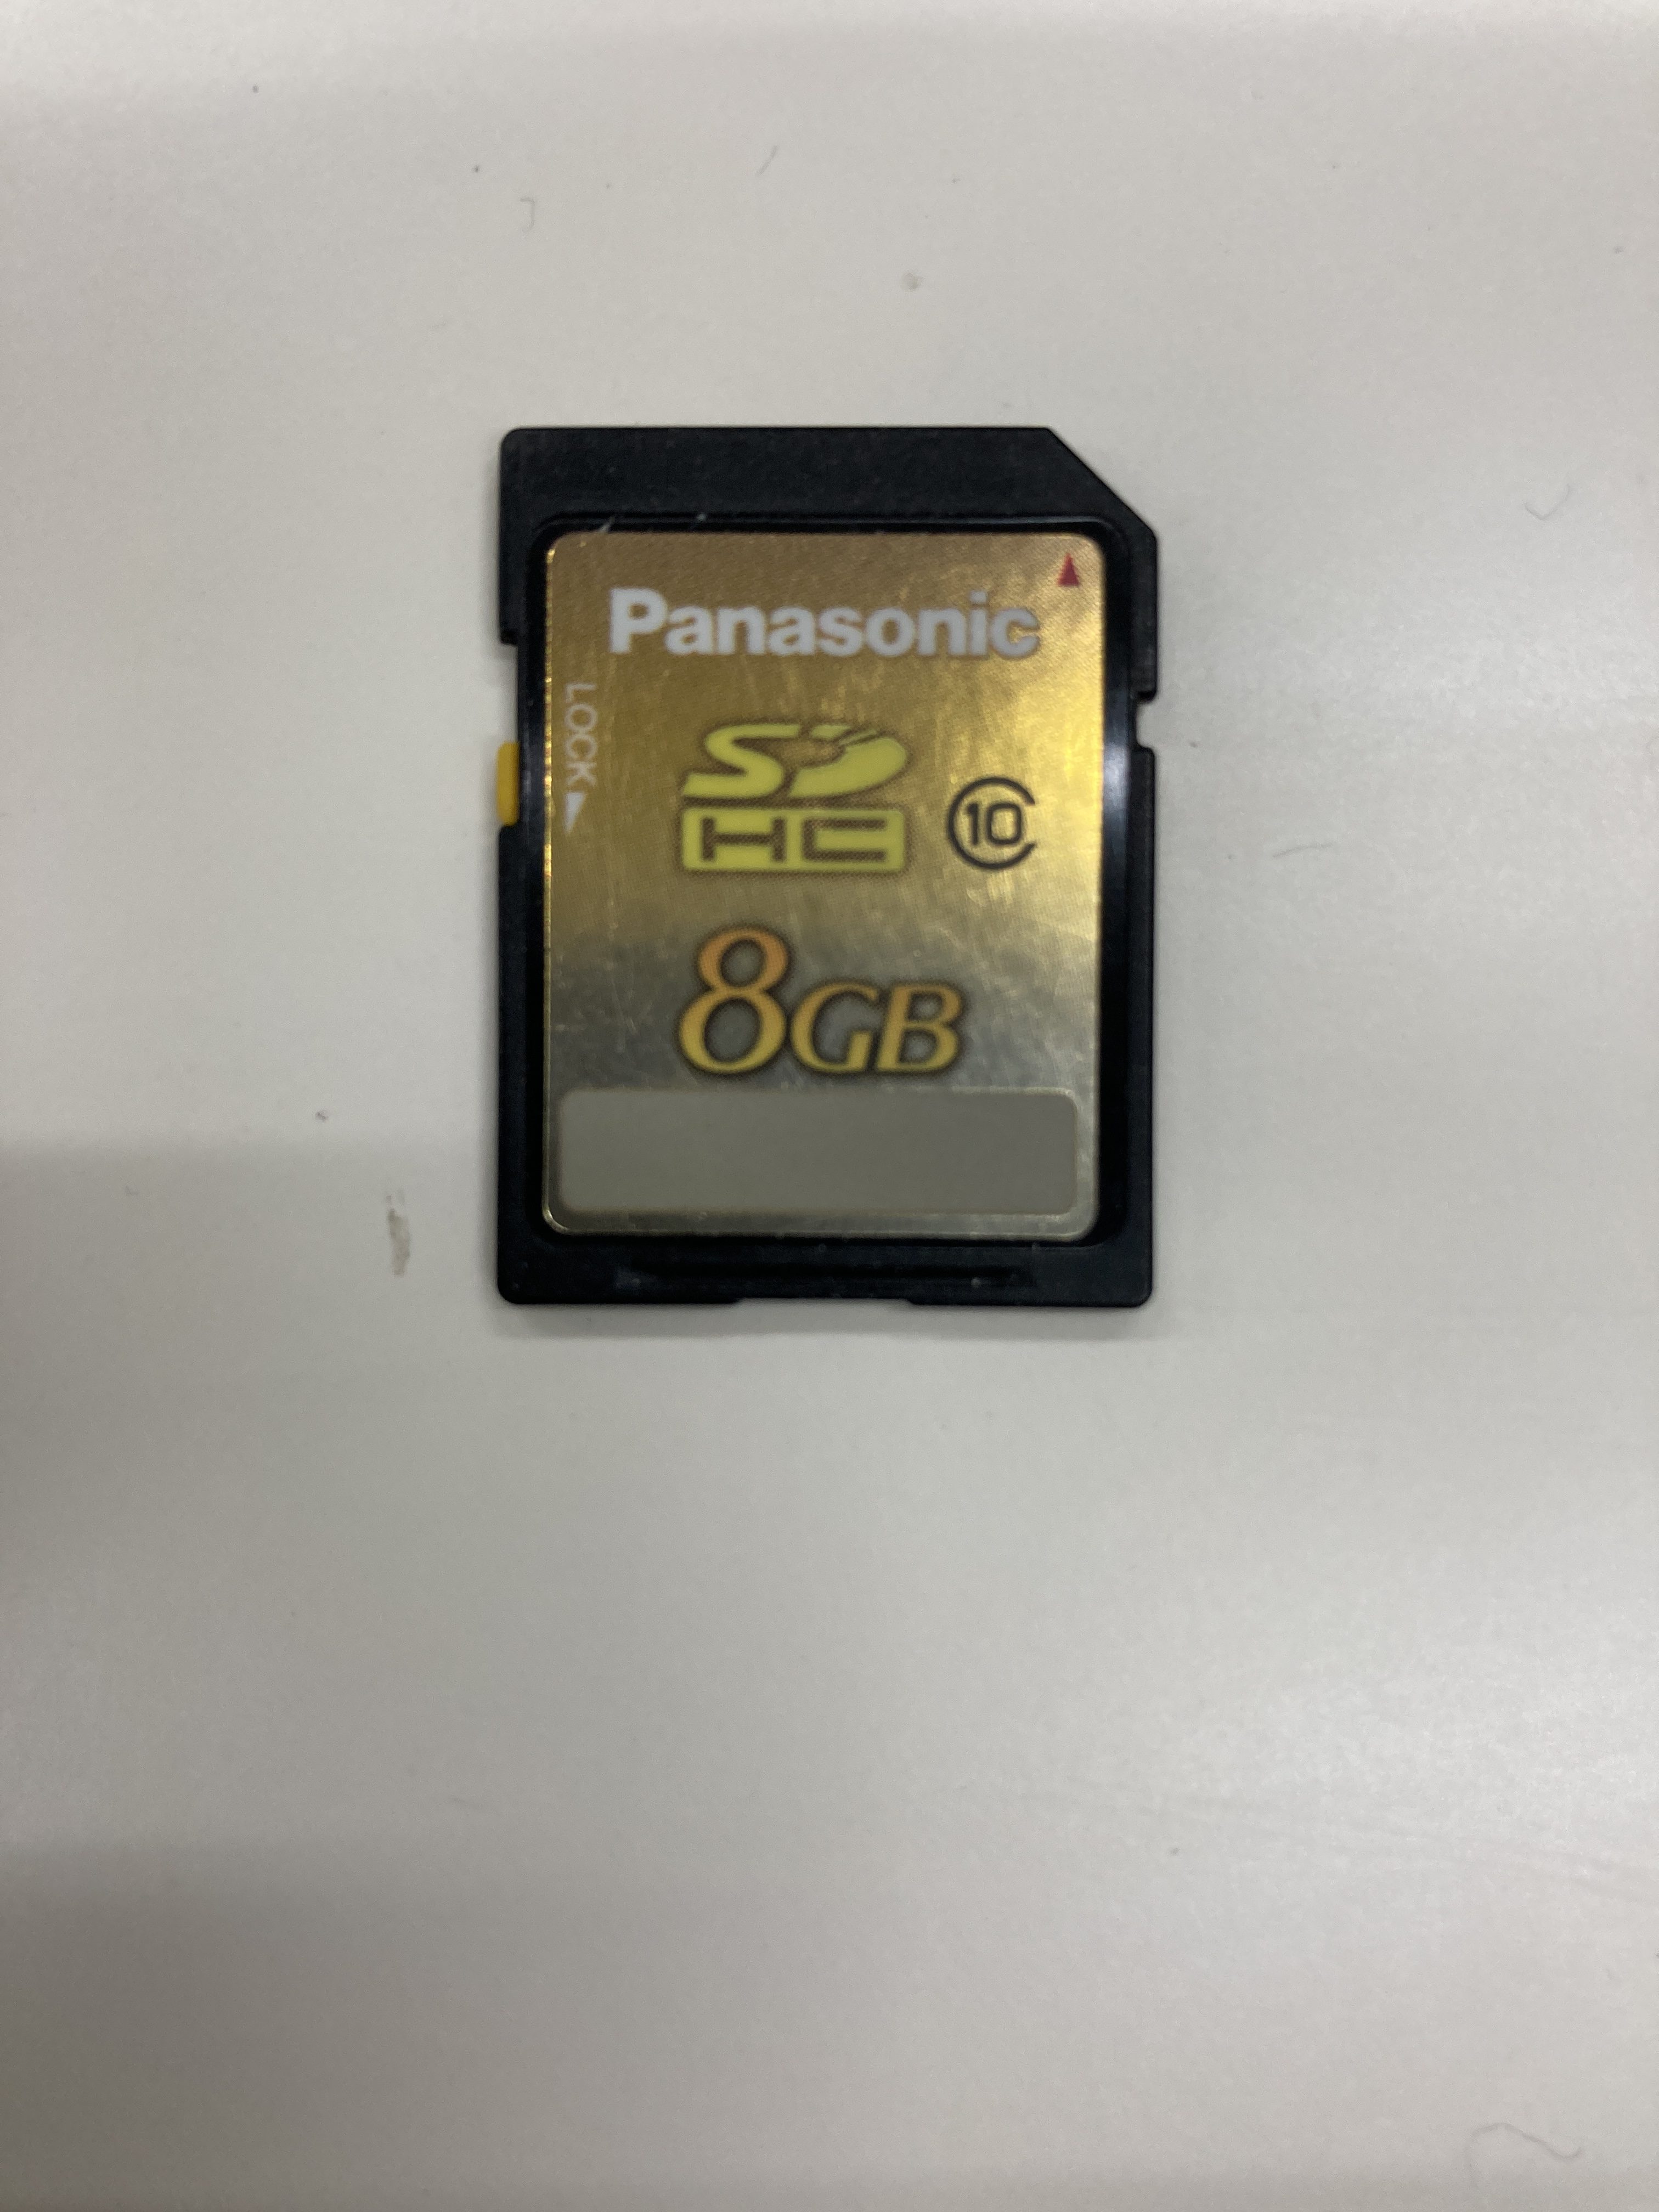 Panasonic
LOCK
SD
HC
10
8GB